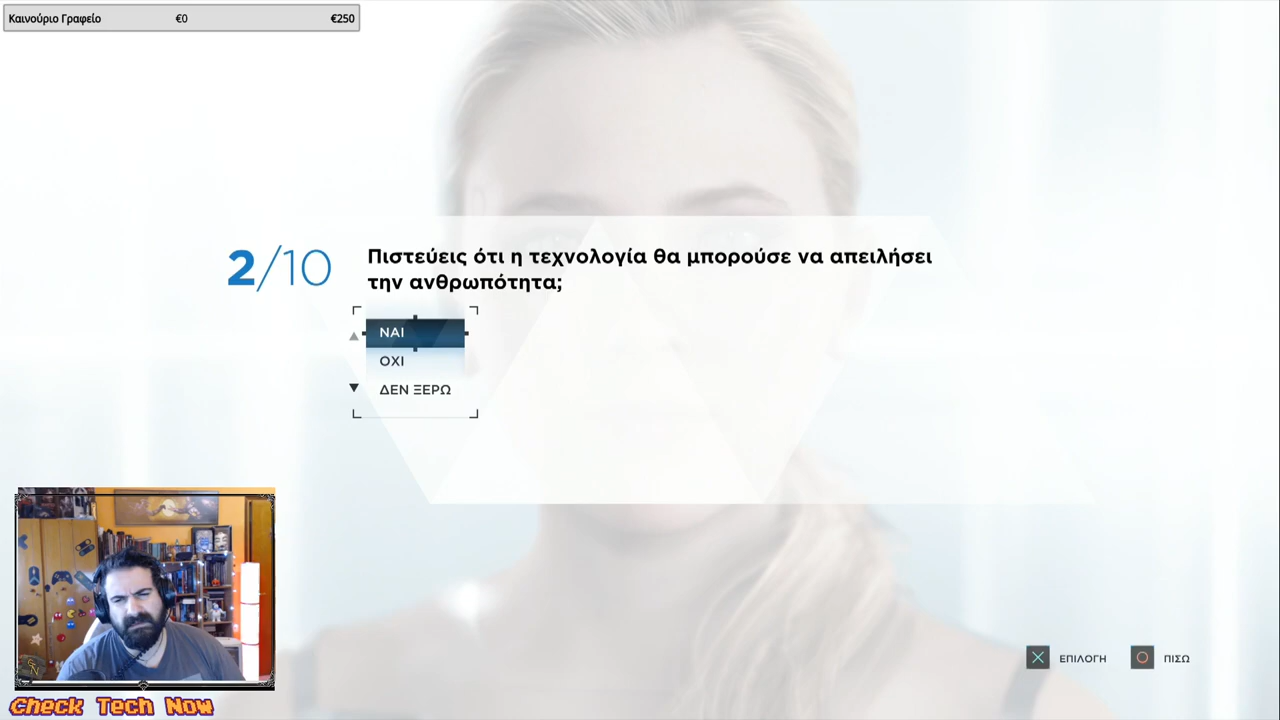 Καινούριο Γραφείο €0 €250
2/10
Πιστεύεις ότι η τεχνολογία θα μπορούσε να απειλήσει
την ανθρωπότητα;
ΝΑΙ
ΟΧΙ
ΔΕΝ ΞΕΡΩ
ΕΠΙΛΟΓΗ ΠΙΣΩ
Check Tech Now